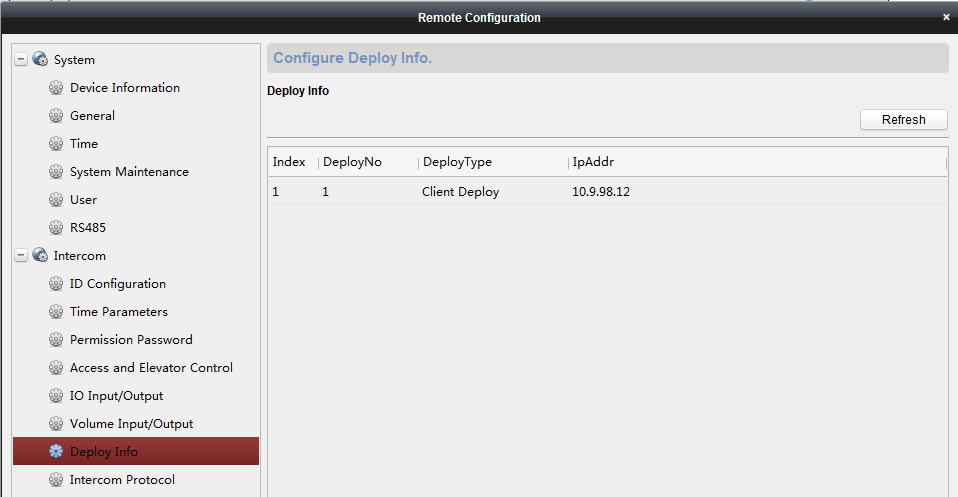 Remote Configuration
×
System
Device Information
General
Time
System Maintenance
User
RS485
Intercom
ID Configuration
Time Parameters
Permission Password
Access and Elevator Control
IO Input/Output
Volume Input/Output
Deploy Info
Intercom Protocol
Configure Deploy Info.
Deploy Info
Refresh
Index DeployNo DeployType IpAddr
1 1 Client Deploy 10.9.98.12